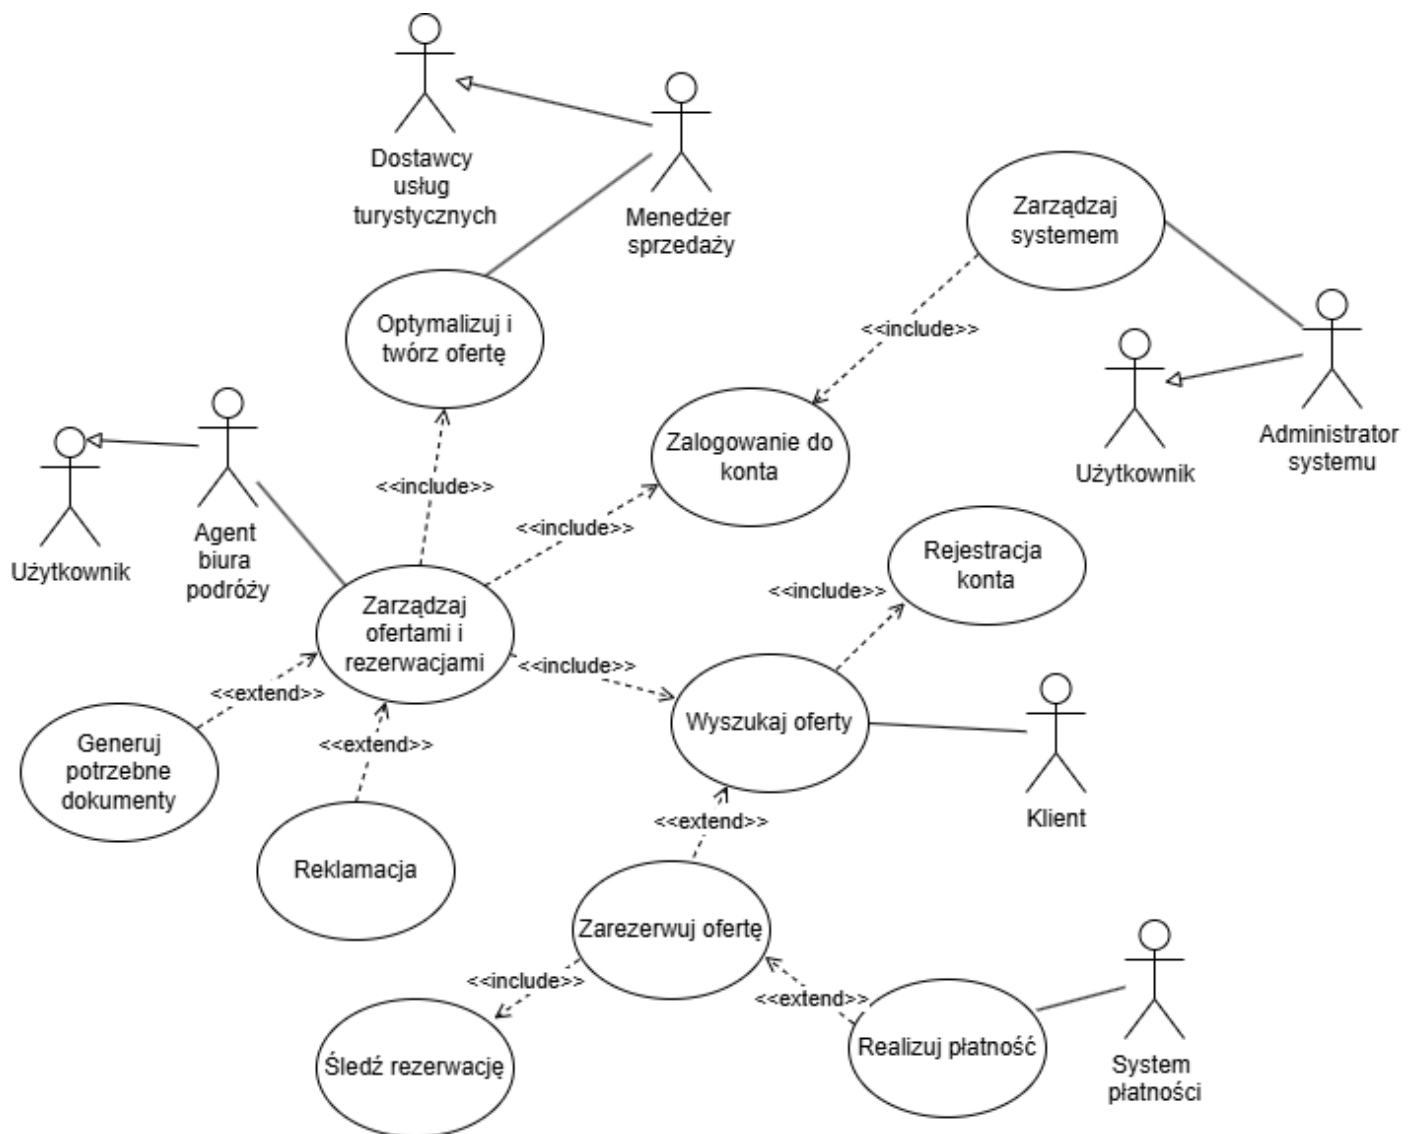 Dostawcy
usług
turystycznych
Menedżer
sprzedaży
Zarządzaj
systemem
Optymalizuj i
twórz ofertę
<<include>>
Administrator
systemu
Użytkownik
Zalogowanie do
konta
<<include>>
<<include>>
Agent
biura
podróży
Użytkownik
Rejestracja
konta
<<include>>
Zarządzaj
ofertami i
rezerwacjami
<<include>>
<<extend>>
Wyszukaj oferty
<<extend>>
Generuj
potrzebne
dokumenty
Klient
<<extend>>
Reklamacja
Zarezerwuj ofertę
<<include>>
<<extend>>
Śledź rezerwację
Realizuj płatność
System
płatności